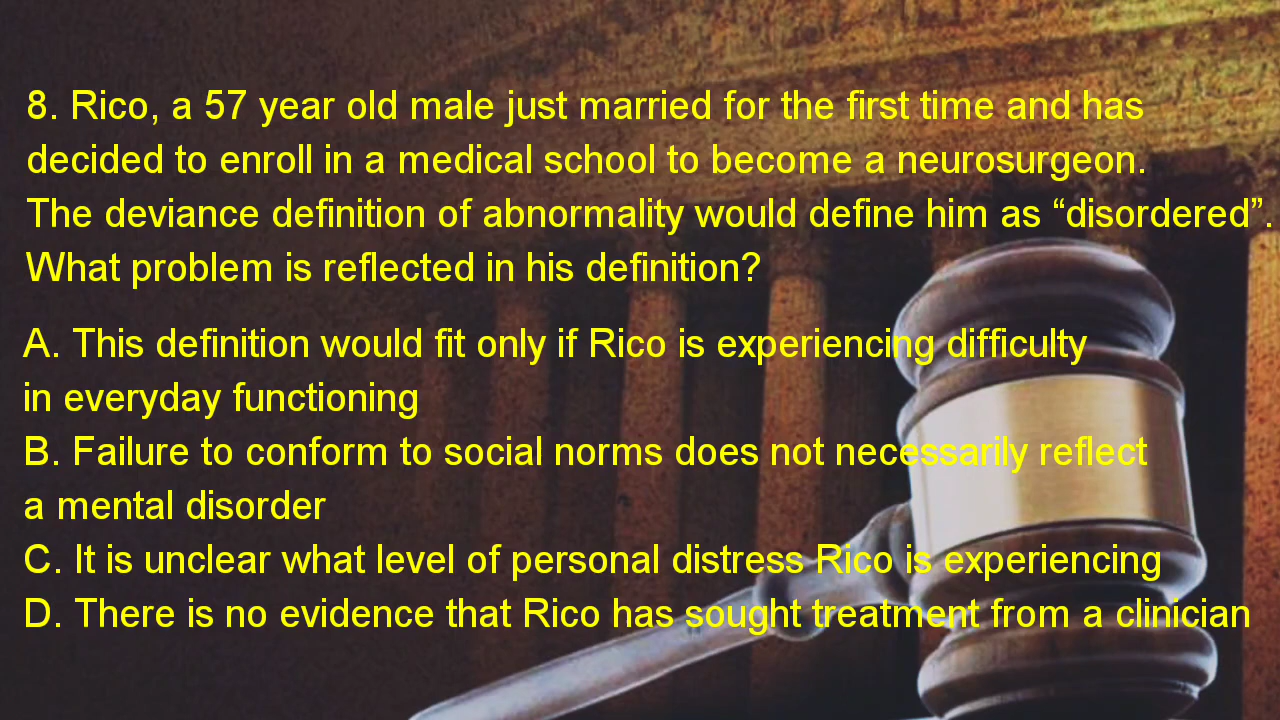 8. Rico, a 57 year old male just married for the first time and has
decided to enroll in a medical school to become a neurosurgeon.
The deviance definition of abnormality would define him as “disordered”.
What problem is reflected in his definition?
A. This definition would fit only if Rico is experiencing difficulty
in everyday functioning
B. Failure to conform to social norms does not necessarily reflect
a mental disorder
C. It is unclear what level of personal distress Rico is experiencing
D. There is no evidence that Rico has sought treatment from a clinician